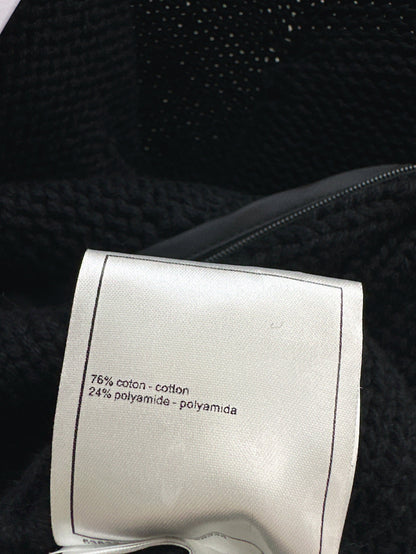 76% coton - cotton
24% polyamide - polyamida